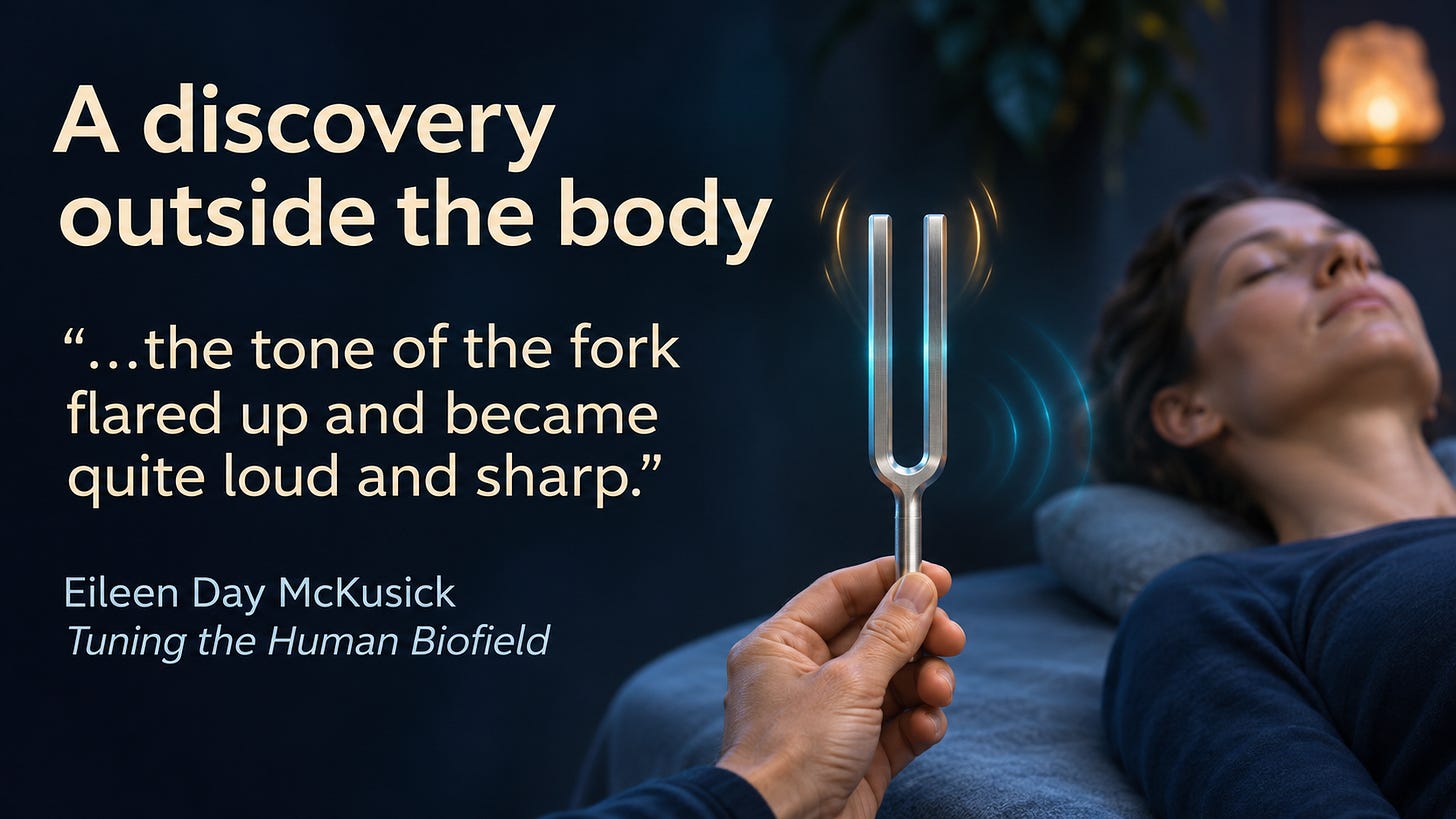 A discovery
outside the body
“...the tone of the fork
flared up and became
quite loud and sharp.”
Eileen Day McKusick
Tuning the Human Biofield